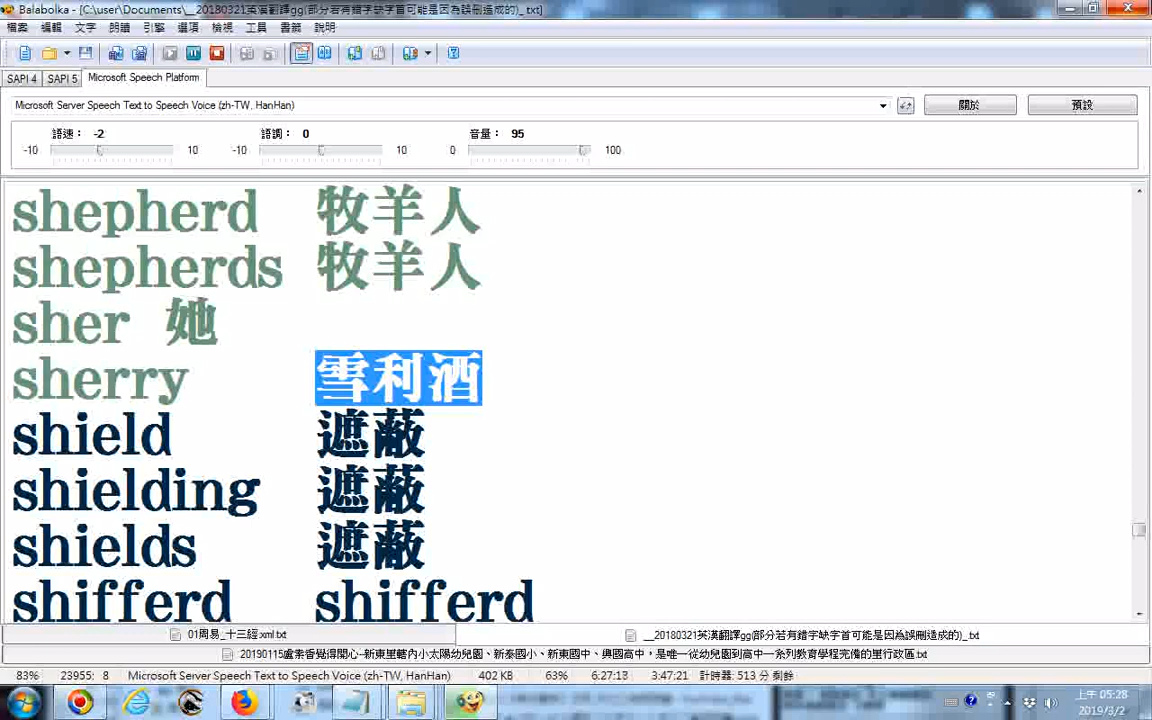 Balabolka - [C:\user\Documents\__20180321英漢翻譯gg(部分若有錯字缺字首可能是因為誤刪造成的)_.txt]
檔案 編輯 文字 朗讀 引擎 選項 檢視 工具 書籤 說明
SAPI 4 SAPI 5 Microsoft Speech Platform
Microsoft Server Speech Text to Speech Voice (zh-TW, HanHan) 關於 預設
語速： -2 語調： 0 音量： 95
-10 10 -10 10 0 100
shepherd 牧羊人
shepherds 牧羊人
sher 她
sherry 雪利酒
shield 遮蔽
shielding 遮蔽
shields 遮蔽
shifferd shifferd
01周易_十三經.xml.txt __20180321英漢翻譯gg(部分若有錯字缺字首可能是因為誤刪造成的)_.txt
20190115盧素香覺得開心-新東里轄內小太陽幼兒園、新泰國小、新東國中、興國高中，是唯一從幼兒園到高中一系列教育學程完備的里行政區.txt
83% 23955: 8 Microsoft Server Speech Text to Speech Voice (zh-TW, HanHan) 402 KB 63% 6:27:13 3:47:21 計時器: 513 分 剩餘
上午 05:28
2019/3/2